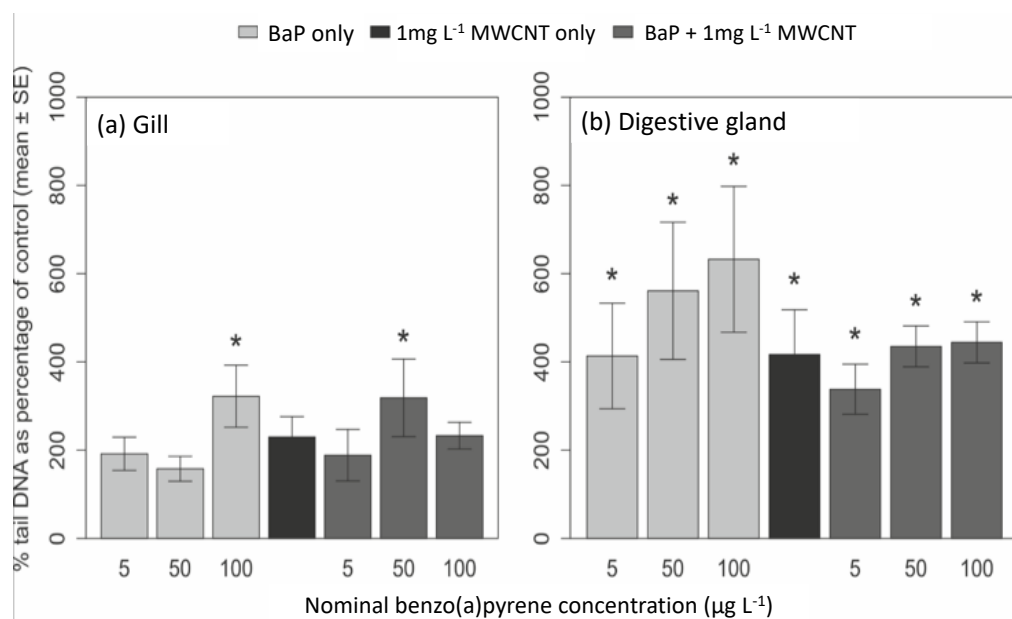 BaP only 1mg L⁻¹ MWCNT only BaP + 1mg L⁻¹ MWCNT
% tail DNA as percentage of control (mean ± SE)
(a) Gill
1000
800
600
400
200
0
* *
5 50 100 5 50 100
(b) Digestive gland
1000
800
600
400
200
0
* * * * * * *
5 50 100 5 50 100
Nominal benzo(a)pyrene concentration (µg L⁻¹)